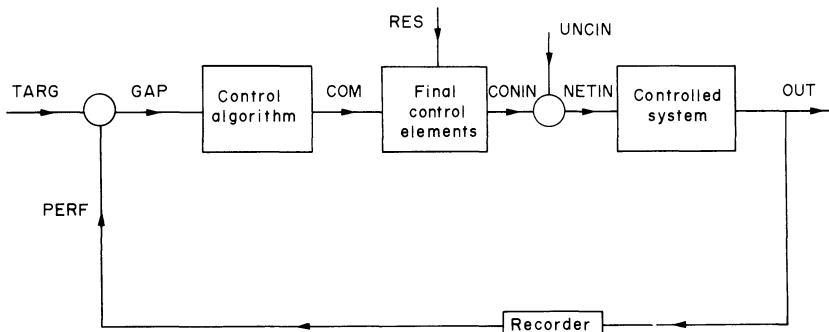 RES
UNCIN
TARG
GAP
Control
algorithm
COM
Final
control
elements
CONIN
NETIN
Controlled
system
OUT
PERF
Recorder